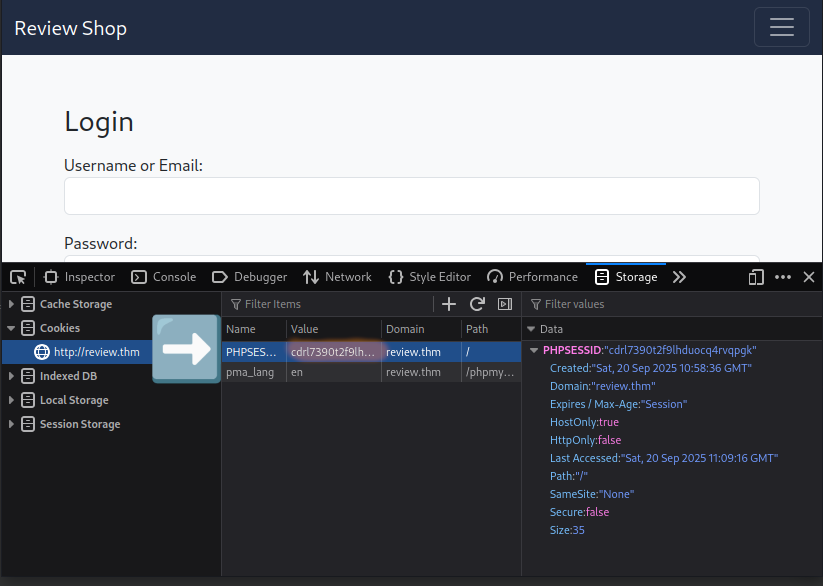 Review Shop
Login
Username or Email:
Password:
Inspector Console Debugger Network Style Editor Performance Storage
Cache Storage
Cookies
http://review.thm
Indexed DB
Local Storage
Session Storage
Filter Items
Name Value Domain Path
PHPSES... cdrl7390t2f9lh... review.thm /
pma_lang en review.thm /phpmy...
Filter values
Data
PHPSESSID:"cdrl7390t2f9lhduocq4rvqpgk"
Created:"Sat, 20 Sep 2025 10:58:36 GMT"
Domain:"review.thm"
Expires / Max-Age:"Session"
HostOnly:true
HttpOnly:false
Last Accessed:"Sat, 20 Sep 2025 11:09:16 GMT"
Path:"/"
SameSite:"None"
Secure:false
Size:35